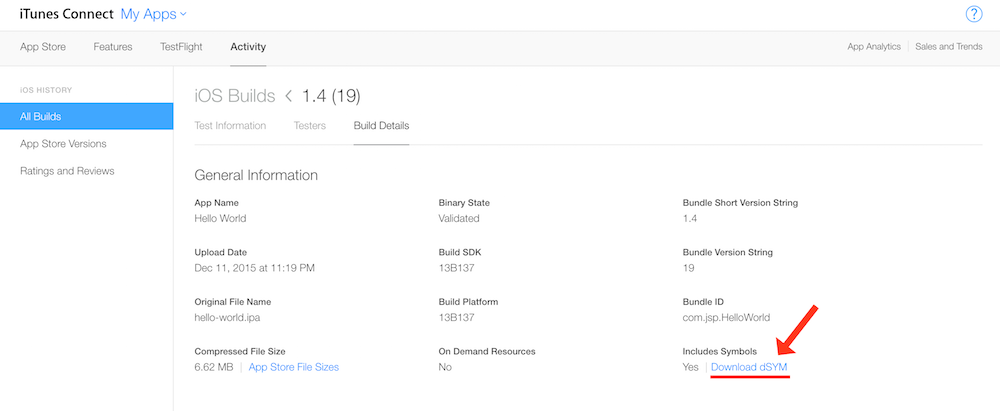 iTunes Connect My Apps
?
App Store Features TestFlight Activity App Analytics Sales and Trends
iOS HISTORY
All Builds
App Store Versions
Ratings and Reviews
iOS Builds < 1.4 (19)
Test Information Testers Build Details
General Information
App Name Binary State Bundle Short Version String
Hello World Validated 1.4
Upload Date Build SDK Bundle Version String
Dec 11, 2015 at 11:19 PM 13B137 19
Original File Name Build Platform Bundle ID
hello-world.ipa 13B137 com.jsp.HelloWorld
Compressed File Size On Demand Resources Includes Symbols
6.62 MB | App Store File Sizes No Yes | Download dSYM